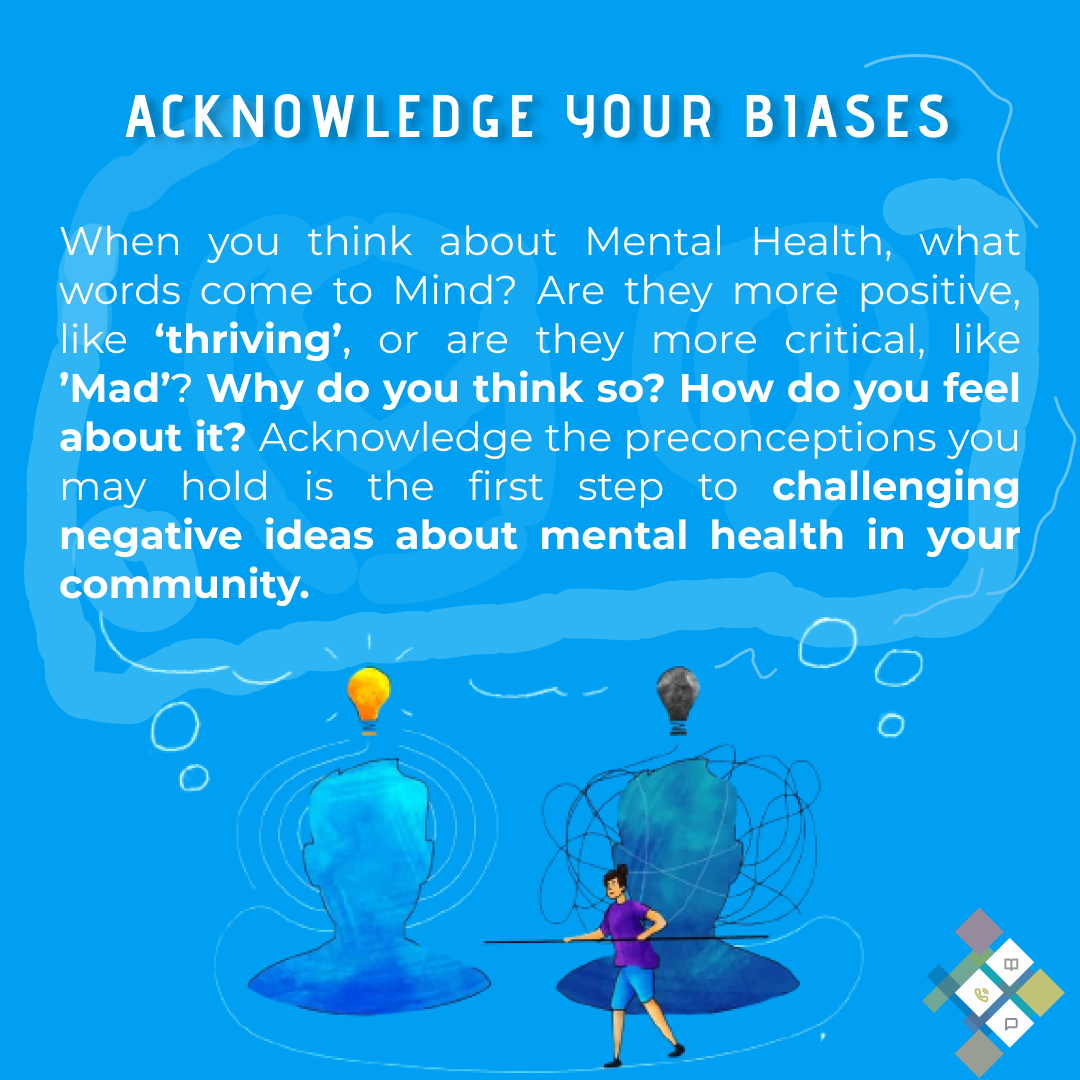 ACKNOWLEDGE YOUR BIASES
When you think about Mental Health, what
words come to Mind? Are they more positive,
like ‘thriving’, or are they more critical, like
’Mad’? Why do you think so? How do you feel
about it? Acknowledge the preconceptions you
may hold is the first step to challenging
negative ideas about mental health in your
community.